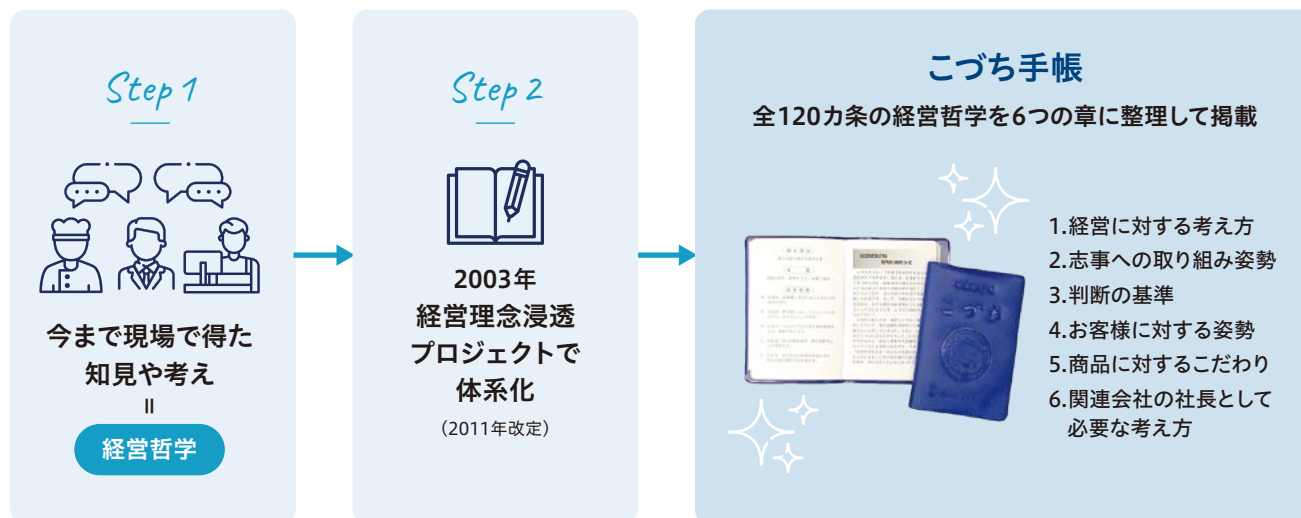 Step 1
今まで現場で得た
知見や考え
=
経営哲学
Step 2
2003年
経営理念浸透
プロジェクトで
体系化
（2011年改定）
こづち手帳
全120カ条の経営哲学を6つの章に整理して掲載
こづち
1.経営に対する考え方
2.志事への取り組み姿勢
3.判断の基準
4.お客様に対する姿勢
5.商品に対するこだわり
6.関連会社の社長として
必要な考え方